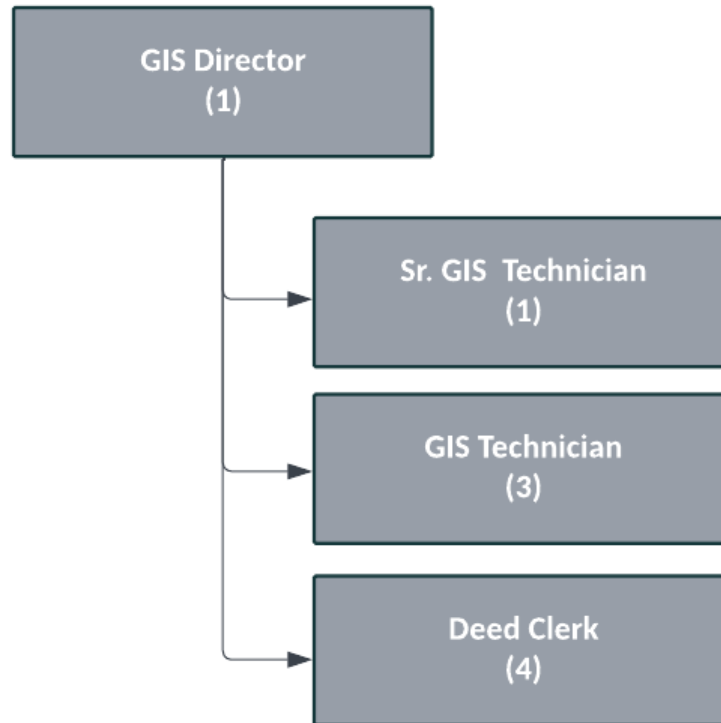 GIS Director
(1)
Sr. GIS  Technician
(1)
GIS Technician
(3)
Deed Clerk
(4)